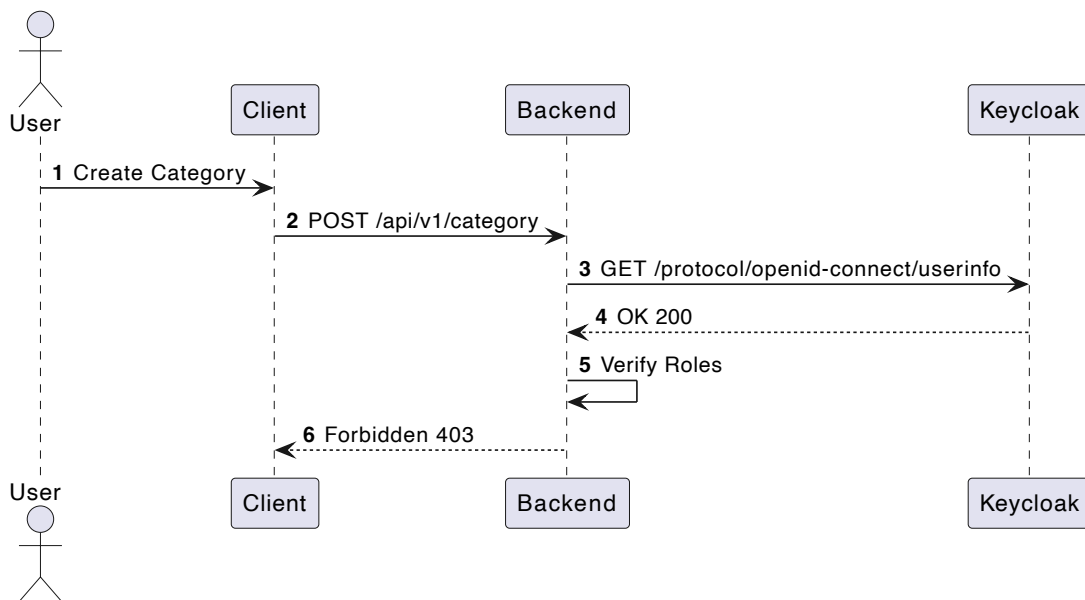 User
Client
Backend
Keycloak
1 Create Category
2 POST /api/v1/category
3 GET /protocol/openid-connect/userinfo
4 OK 200
5 Verify Roles
6 Forbidden 403
User
Client
Backend
Keycloak